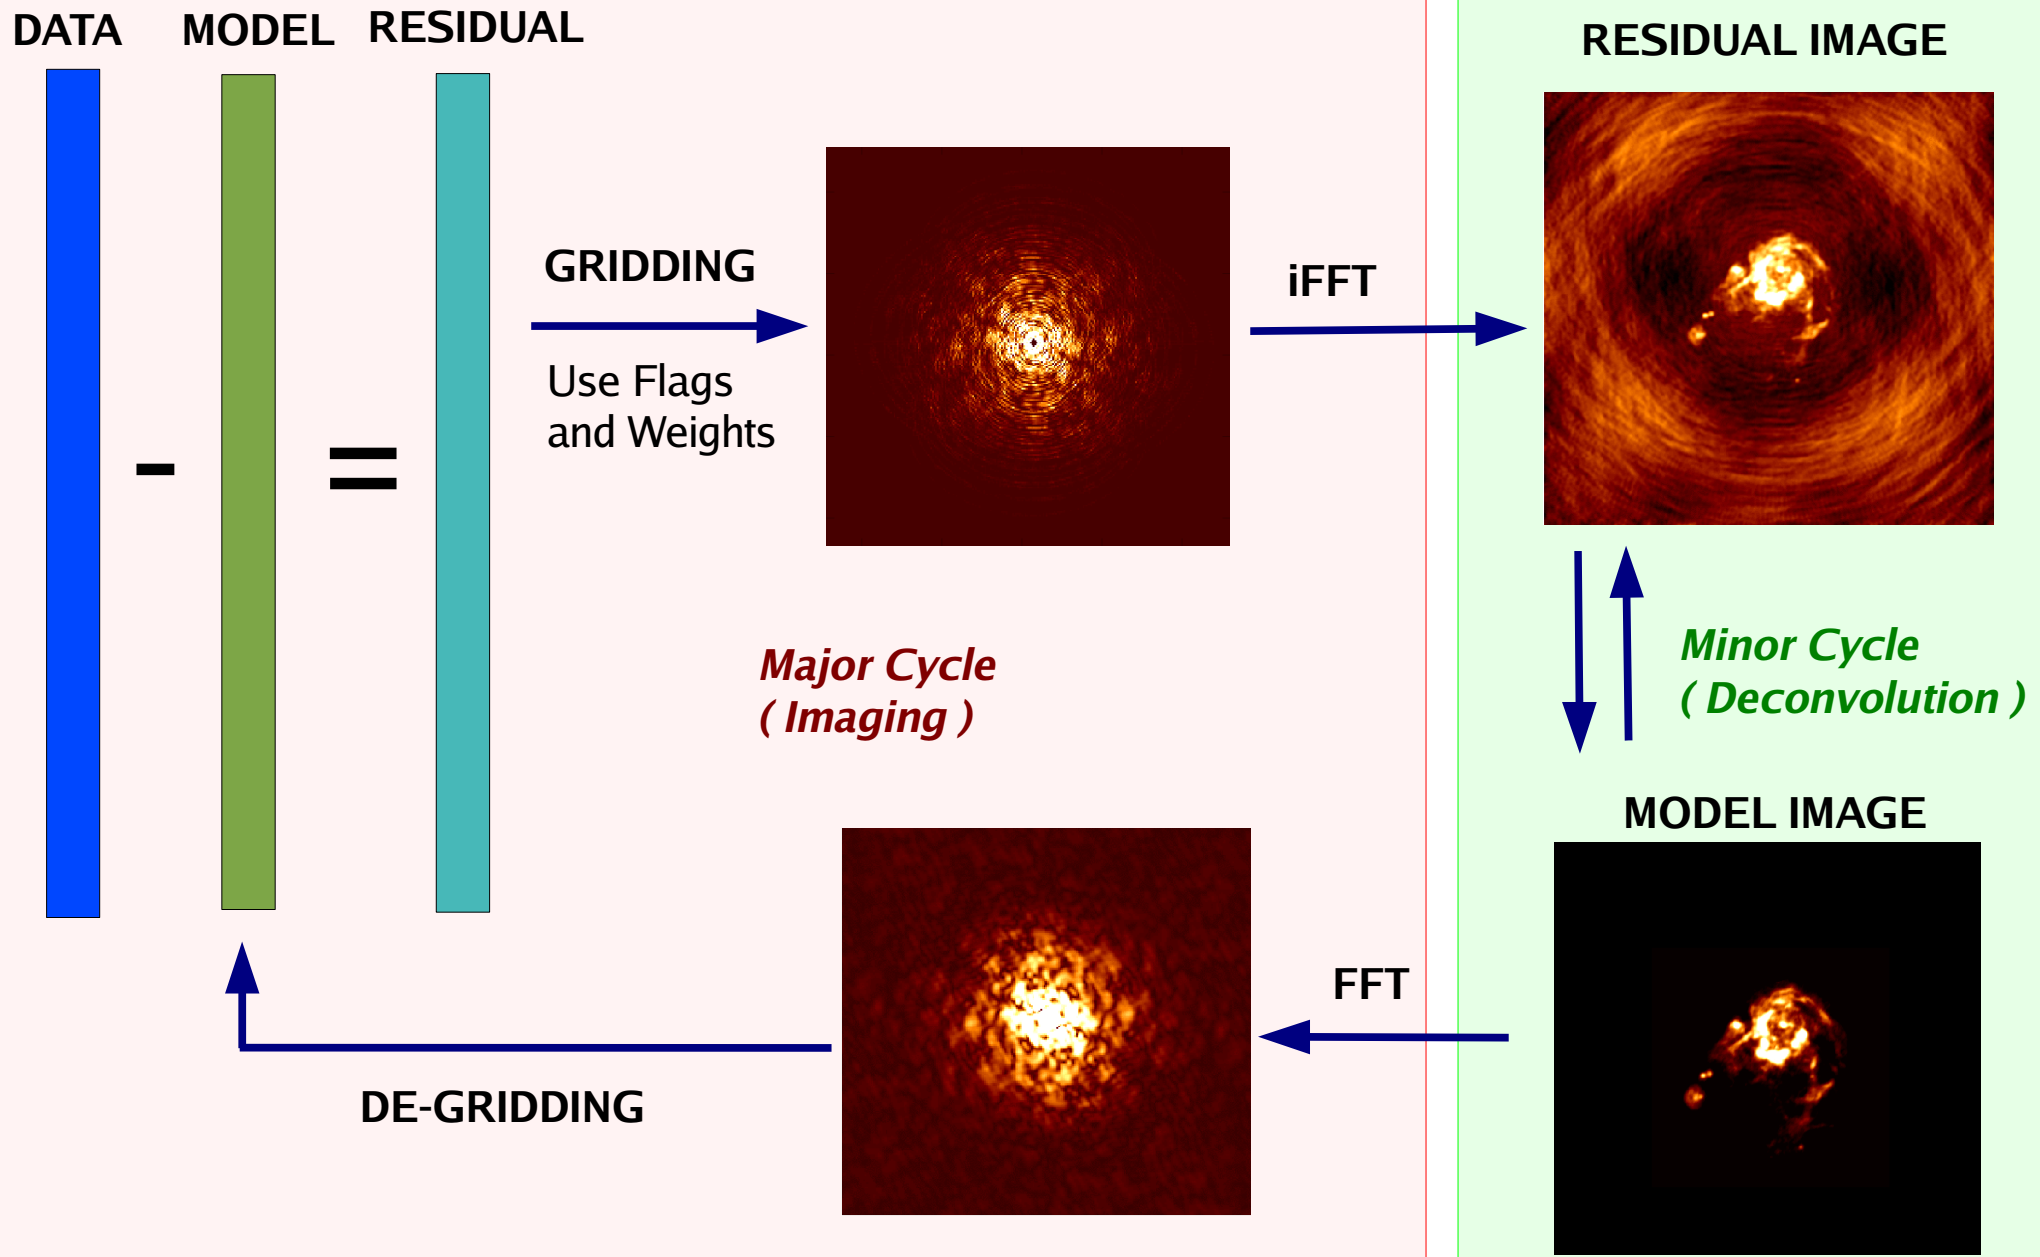 DATA
MODEL
RESIDUAL
RESIDUAL IMAGE
GRIDDING
Use Flags
and Weights
iFFT
-
=
Major Cycle
( Imaging )
Minor Cycle
( Deconvolution )
MODEL IMAGE
FFT
DE-GRIDDING